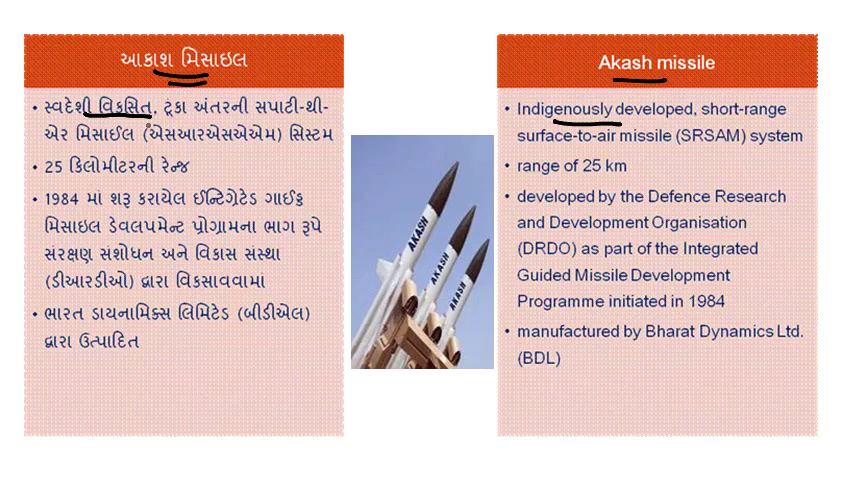 આકાશ મિસાઇલ
• સ્વદેશી વિકસિત, ટૂંકા અંતરની સપાટી-થી-
એર મિસાઈલ (એસઆરએસએએમ) સિસ્ટમ
• 25 કિલોમીટરની રેન્જ
• 1984 માં શરૂ કરાયેલ ઈન્ટિગ્રેટેડ ગાઈડ્ડ
મિસાઇલ ડેવલપમેન્ટ પ્રોગ્રામના ભાગ રૂપે
સંરક્ષણ સંશોધન અને વિકાસ સંસ્થા
(ડીઆરડીઓ) દ્વારા વિકસાવવામાં
• ભારત ડાયનામિક્સ લિમિટેડ (બીડીએલ)
દ્વારા ઉત્પાદિત
AKASH
AKASH
AKASH
Akash missile
• Indigenously developed, short-range
surface-to-air missile (SRSAM) system
• range of 25 km
• developed by the Defence Research
and Development Organisation
(DRDO) as part of the Integrated
Guided Missile Development
Programme initiated in 1984
• manufactured by Bharat Dynamics Ltd.
(BDL)